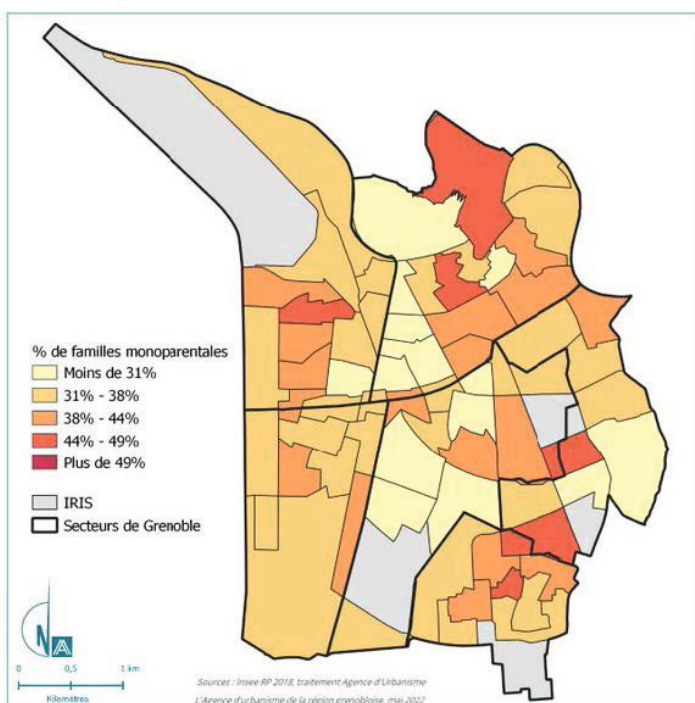 % de familles monoparentales
Moins de 31%
31% - 38%
38% - 44%
44% - 49%
Plus de 49%
IRIS
Secteurs de Grenoble
N
0 0,5 1 km
Kilomètres
Sources : Insee RP 2018, traitement Agence d'Urbanisme
L'Agence d'urbanisme de la région grenobloise, mai 2022